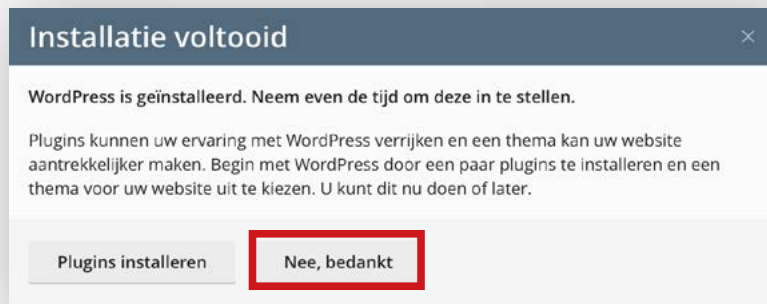 Installatie voltooid
WordPress is geïnstalleerd. Neem even de tijd om deze in te stellen.
Plugins kunnen uw ervaring met WordPress verrijken en een thema kan uw website
aantrekkelijker maken. Begin met WordPress door een paar plugins te installeren en een
thema voor uw website uit te kiezen. U kunt dit nu doen of later.
Plugins installeren Nee, bedankt